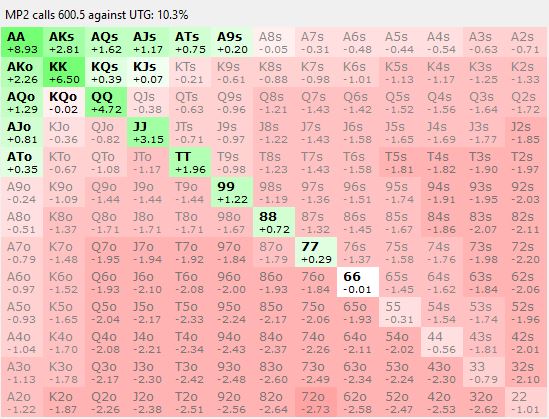 MP2 calls 600.5 against UTG: 10.3%
AA AKs AQs AJs ATs A9s A8s A7s A6s A5s A4s A3s A2s
+8.93 +2.81 +1.62 +1.17 +0.75 +0.20 -0.05 -0.31 -0.48 -0.44 -0.54 -0.63 -0.71
AKo KK KQs KJs KTs K9s K8s K7s K6s K5s K4s K3s K2s
+2.26 +6.50 +0.39 +0.07 -0.21 -0.61 -0.88 -0.98 -1.01 -1.13 -1.17 -1.25 -1.33
AQo KQo QQ QJs QTs Q9s Q8s Q7s Q6s Q5s Q4s Q3s Q2s
+1.29 -0.02 +4.72 -0.38 -0.63 -0.96 -1.21 -1.43 -1.42 -1.52 -1.56 -1.64 -1.72
AJo KJo QJo JJ JTs J9s J8s J7s J6s J5s J4s J3s J2s
+0.81 -0.36 -0.82 +3.15 -0.71 -0.97 -1.22 -1.43 -1.58 -1.65 -1.69 -1.77 -1.85
ATo KTo QTo JTo TT T9s T8s T7s T6s T5s T4s T3s T2s
+0.35 -0.67 -1.08 -1.17 +1.96 -0.98 -1.23 -1.43 -1.58 -1.81 -1.82 -1.90 -1.97
A9o K9o Q9o J9o T9o 99 98s 97s 96s 95s 94s 93s 92s
-0.24 -1.09 -1.44 -1.44 -1.44 +1.22 -1.19 -1.36 -1.51 -1.74 -1.91 -1.95 -2.03
A8o K8o Q8o J8o T8o 98o 88 87s 86s 85s 84s 83s 82s
-0.51 -1.37 -1.71 -1.71 -1.71 -1.67 +0.72 -1.32 -1.45 -1.67 -1.86 -2.07 -2.11
A7o K7o Q7o J7o T7o 97o 87o 77 76s 75s 74s 73s 72s
-0.79 -1.48 -1.95 -1.94 -1.92 -1.84 -1.79 +0.29 -1.37 -1.58 -1.76 -1.98 -2.20
A6o K6o Q6o J6o T6o 96o 86o 76o 66 65s 64s 63s 62s
-0.97 -1.52 -1.93 -2.10 -2.08 -2.00 -1.93 -1.84 -0.01 -1.45 -1.62 -1.84 -2.06
A5o K5o Q5o J5o T5o 95o 85o 75o 65o 55 54s 53s 52s
-0.93 -1.65 -2.04 -2.17 -2.33 -2.24 -2.17 -2.06 -1.93 -0.31 -1.54 -1.74 -1.96
A4o K4o Q4o J4o T4o 94o 84o 74o 64o 54o 44 43s 42s
-1.04 -1.70 -2.08 -2.21 -2.34 -2.43 -2.37 -2.26 -2.11 -2.02 -0.56 -1.81 -2.01
A3o K3o Q3o J3o T3o 93o 83o 73o 63o 53o 43o 33 32s
-1.13 -1.78 -2.17 -2.30 -2.42 -2.48 -2.60 -2.49 -2.34 -2.24 -2.30 -0.79 -2.10
A2o K2o Q2o J2o T2o 92o 82o 72o 62o 52o 42o 32o 22
-1.22 -1.87 -2.26 -2.38 -2.51 -2.56 -2.64 -2.73 -2.58 -2.47 -2.53 -2.62 -1.01